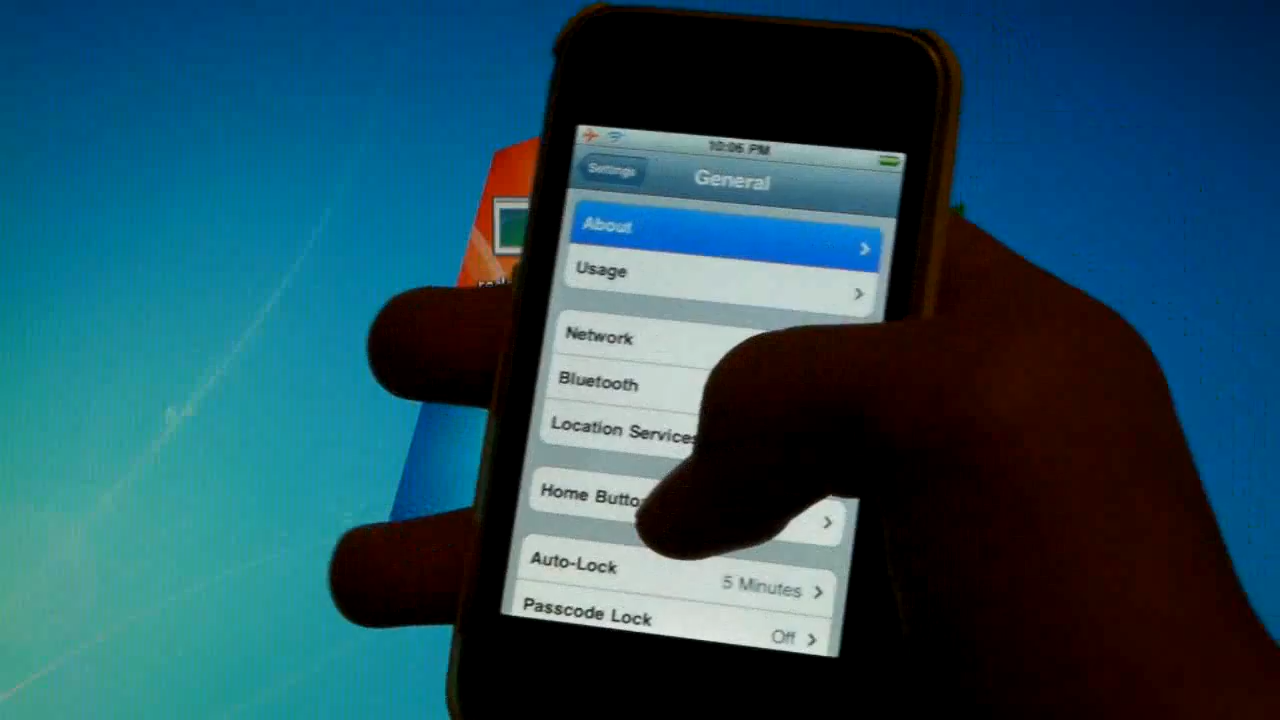 10:06 PM
Settings
General
About
Usage
Network
Bluetooth
Location Services
Home Butto
Auto-Lock
5 Minutes
Passcode Lock
Off